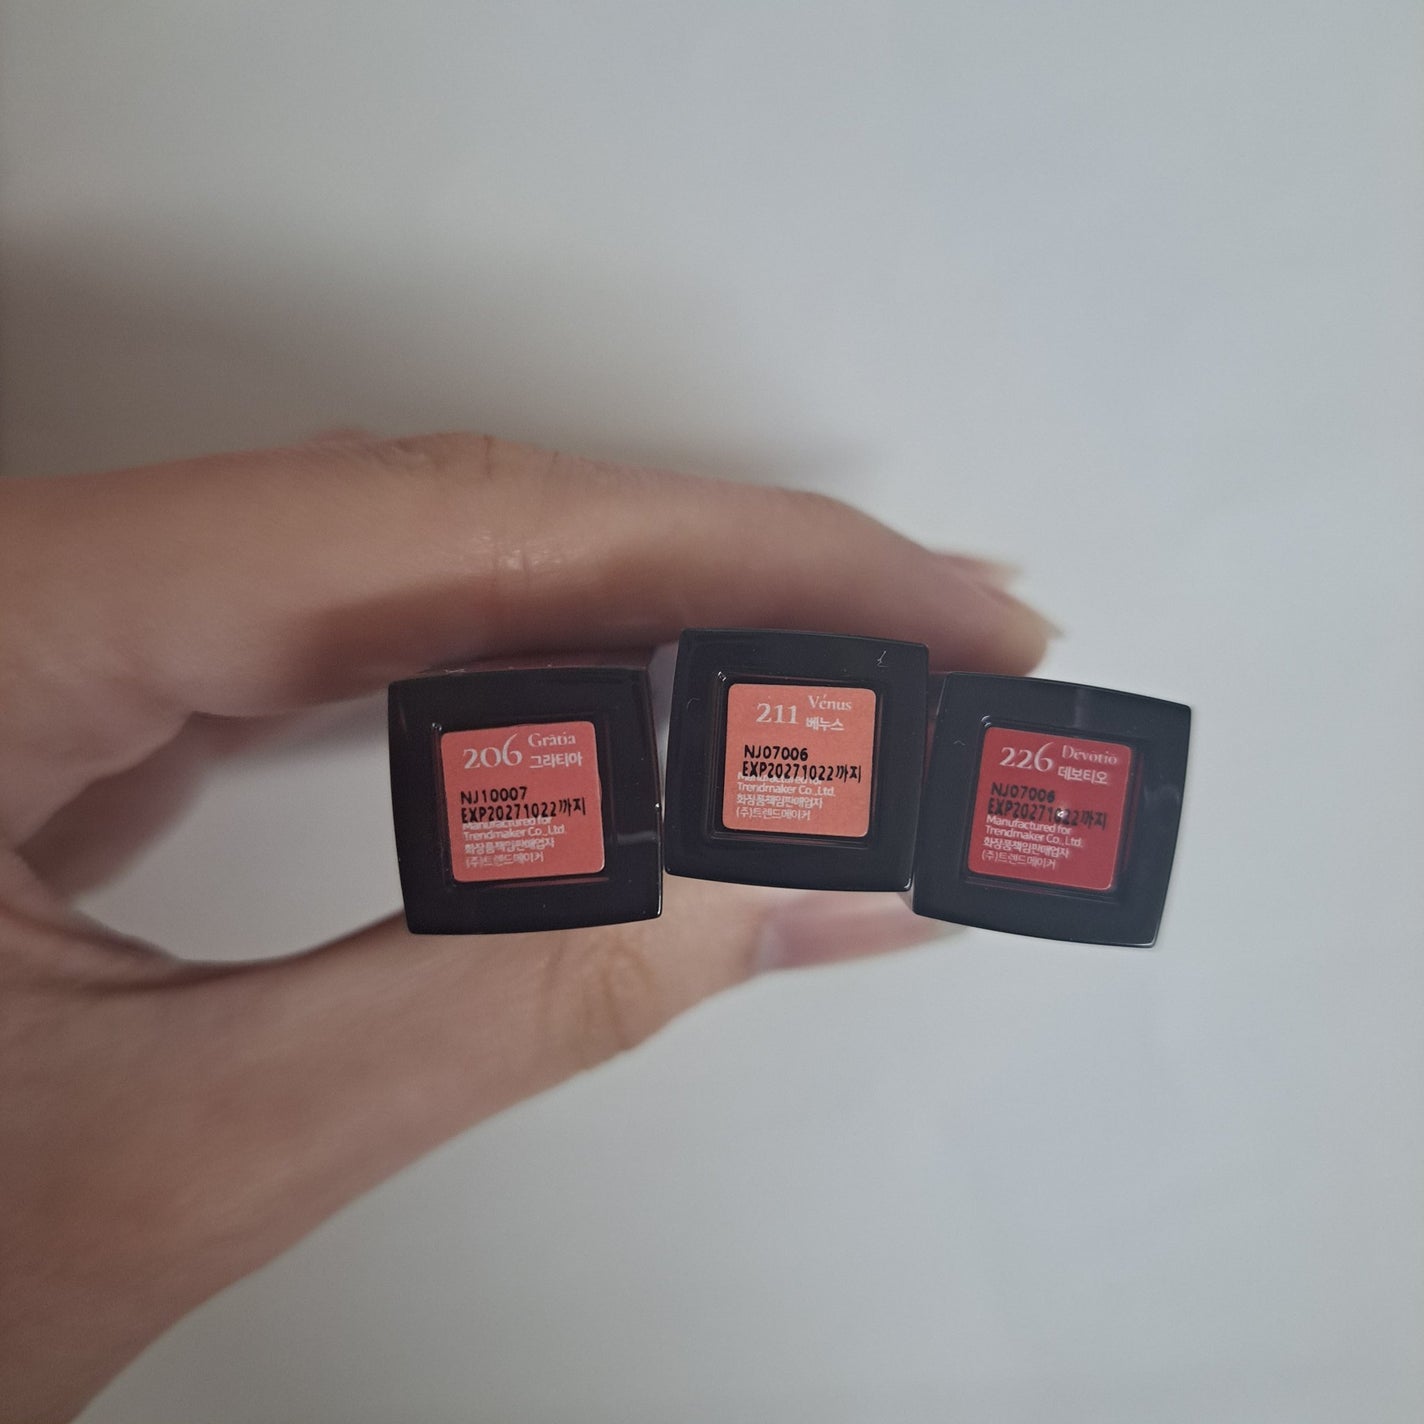 206 Grâtia
그라티아
NJ10007
EXP20271022까지
Manufactured for
Trendmaker Co.,Ltd.
화장품책임판매업자
(주)트렌드메이커
211 Vénus
베누스
NJ07006
EXP20271022까지
Manufactured for
Trendmaker Co.,Ltd.
화장품책임판매업자
(주)트렌드메이커
226 Dēvōtiō
데보티오
NJ07006
EXP20271022까지
Manufactured for
Trendmaker Co.,Ltd.
화장품책임판매업자
(주)트렌드메이커